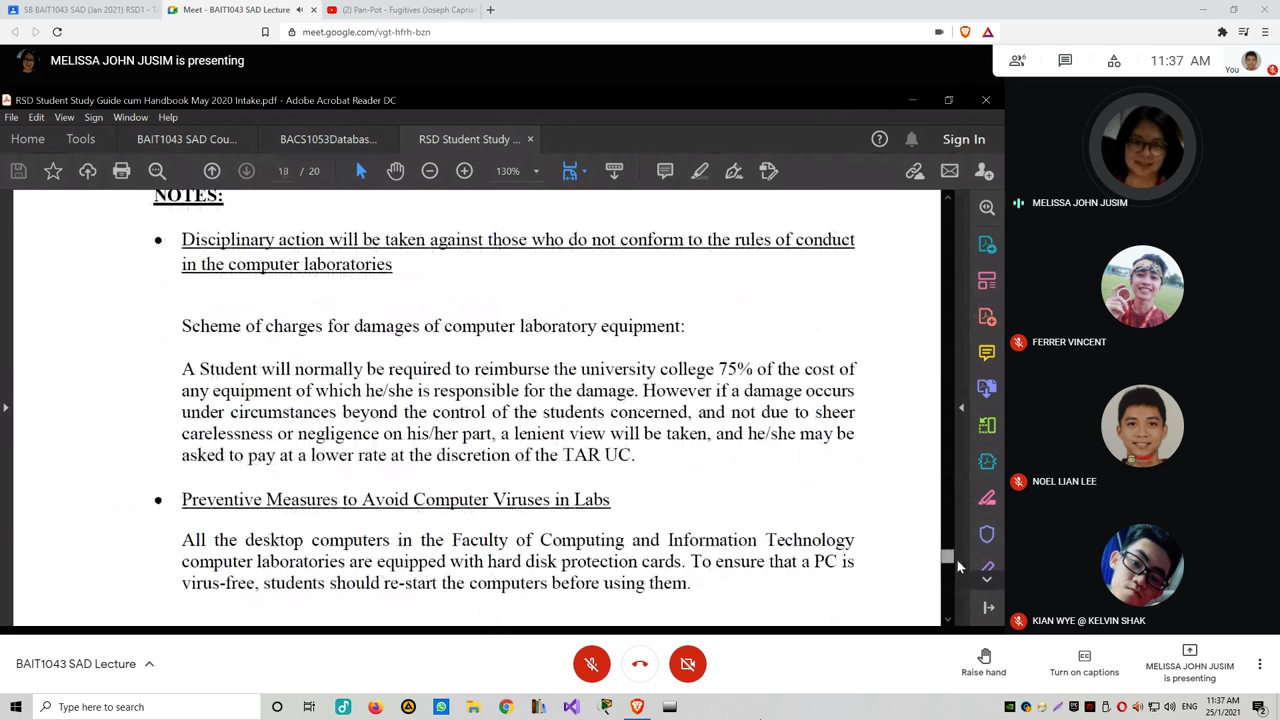 SB BAIT1043 SAD (Jan 2021) RSD1 - T
Meet - BAIT1043 SAD Lecture
(2) Pan-Pot - Fugitives (Joseph Capria
meet.google.com/vgt-hfrh-bzn
MELISSA JOHN JUSIM is presenting
6
11:37 AM
You
RSD Student Study Guide cum Handbook May 2020 Intake.pdf - Adobe Acrobat Reader DC
File Edit View Sign Window Help
Home Tools BAIT1043 SAD Cou... BACS1053Databas... RSD Student Study ... Sign In
18 / 20 130%
NOTES:
Disciplinary action will be taken against those who do not conform to the rules of conduct
in the computer laboratories
Scheme of charges for damages of computer laboratory equipment:
A Student will normally be required to reimburse the university college 75% of the cost of
any equipment of which he/she is responsible for the damage. However if a damage occurs
under circumstances beyond the control of the students concerned, and not due to sheer
carelessness or negligence on his/her part, a lenient view will be taken, and he/she may be
asked to pay at a lower rate at the discretion of the TAR UC.
Preventive Measures to Avoid Computer Viruses in Labs
All the desktop computers in the Faculty of Computing and Information Technology
computer laboratories are equipped with hard disk protection cards. To ensure that a PC is
virus-free, students should re-start the computers before using them.
MELISSA JOHN JUSIM
FERRER VINCENT
NOEL LIAN LEE
KIAN WYE @ KELVIN SHAK
BAIT1043 SAD Lecture
Raise hand
Turn on captions
MELISSA JOHN JUSIM
is presenting
Type here to search
ENG
11:37 AM
25/1/2021
2